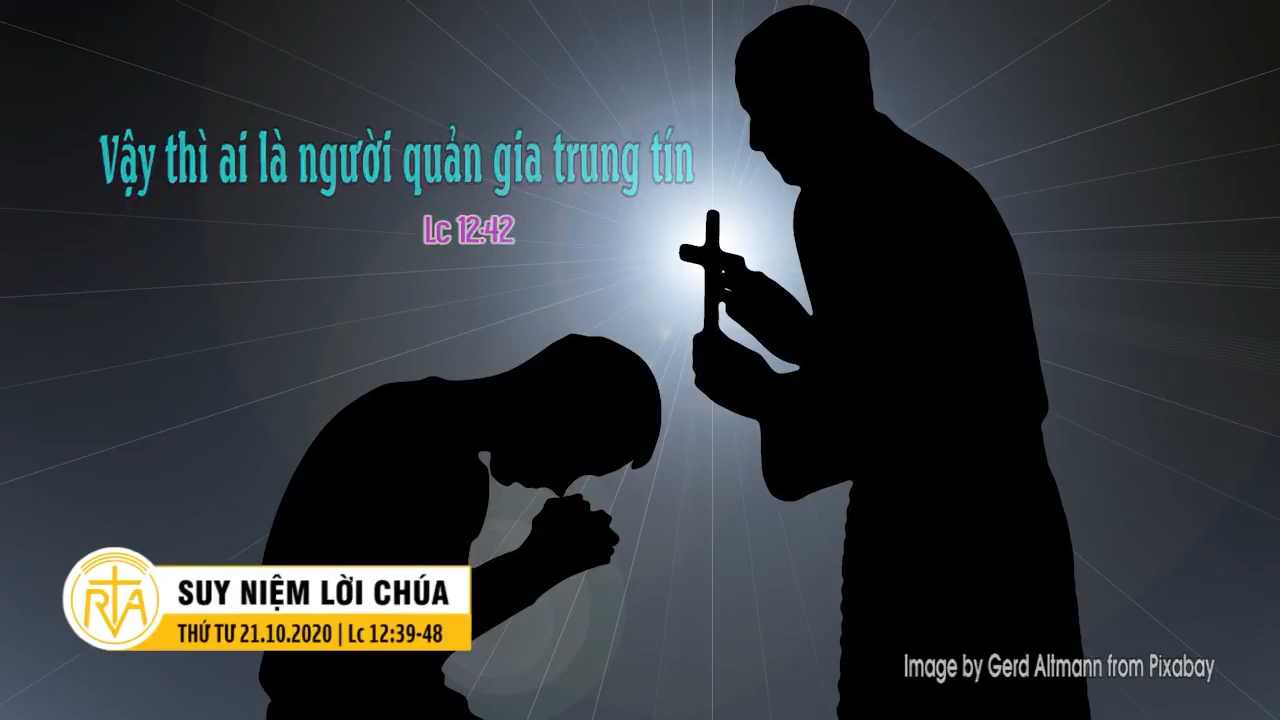 Vậy thì ai là người quản gia trung tín
Lc 12:42
RVA
SUY NIỆM LỜI CHÚA
THỨ TƯ 21.10.2020 | Lc 12:39-48
Image by Gerd Altmann from Pixabay